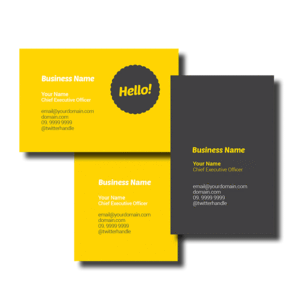 Business Name
Your Name
Chief Executive Officer
email@yourdomain.com
domain.com
09. 9999 9999
@twitterhandle
Hello!
Business Name
Your Name
Chief Executive Officer
email@yourdomain.com
domain.com
09. 9999 9999
@twitterhandle
Business Name
Your Name
Chief Executive Officer
email@yourdomain.com
domain.com
09. 9999 9999
@twitterhandle